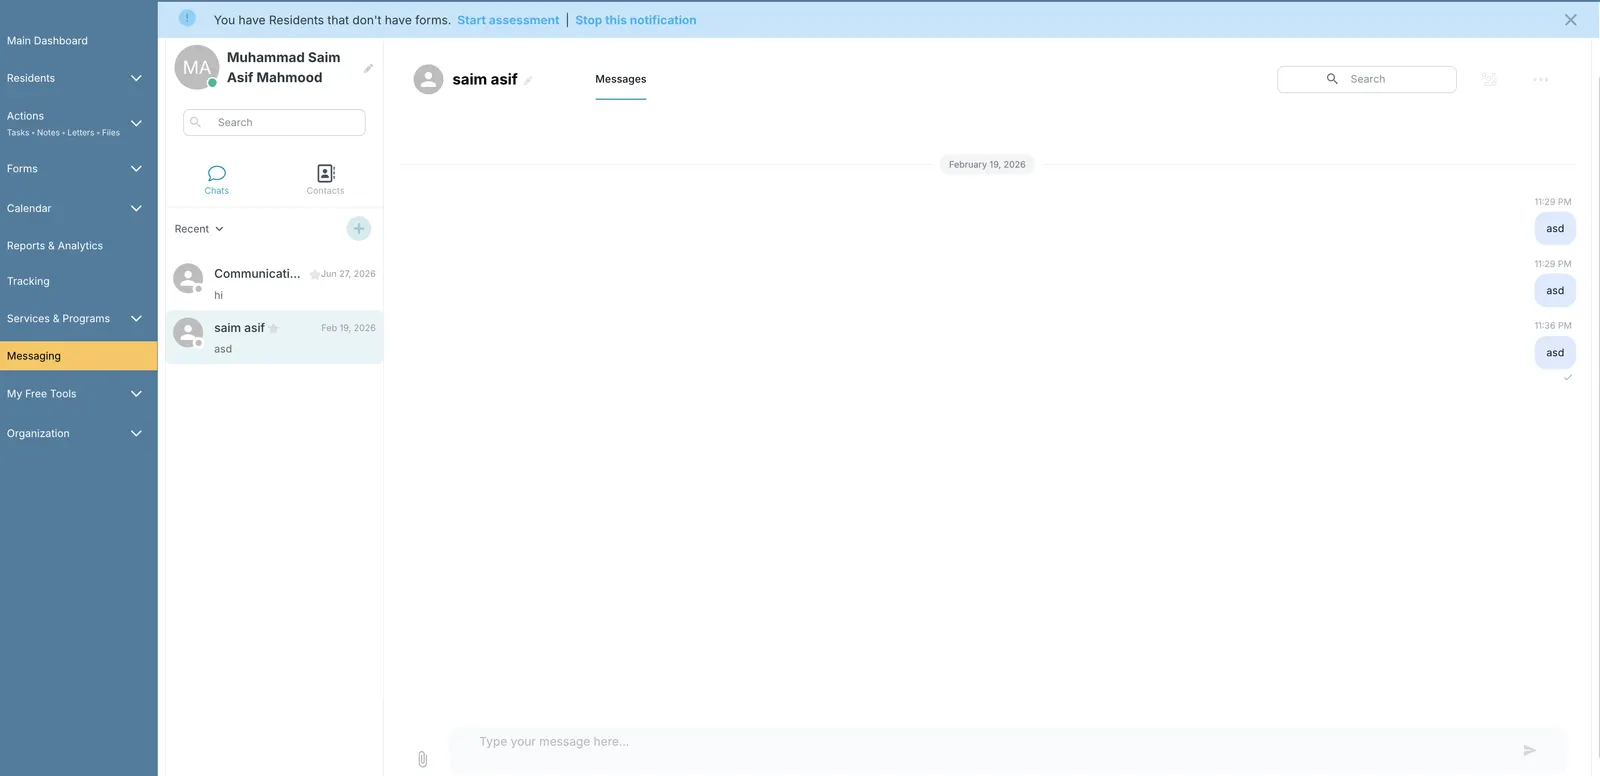 You have Residents that don't have forms. Start assessment | Stop this notification
Main Dashboard
Residents
Actions
Tasks • Notes • Letters • Files
Forms
Calendar
Reports & Analytics
Tracking
Services & Programs
Messaging
My Free Tools
Organization
MA
Muhammad Saim
Asif Mahmood
Search
Chats
Contacts
Recent
Communicati... Jun 27, 2026
hi
saim asif Feb 19, 2026
asd
saim asif
Messages
Search
February 19, 2026
11:29 PM
asd
11:29 PM
asd
11:36 PM
asd
Type your message here...